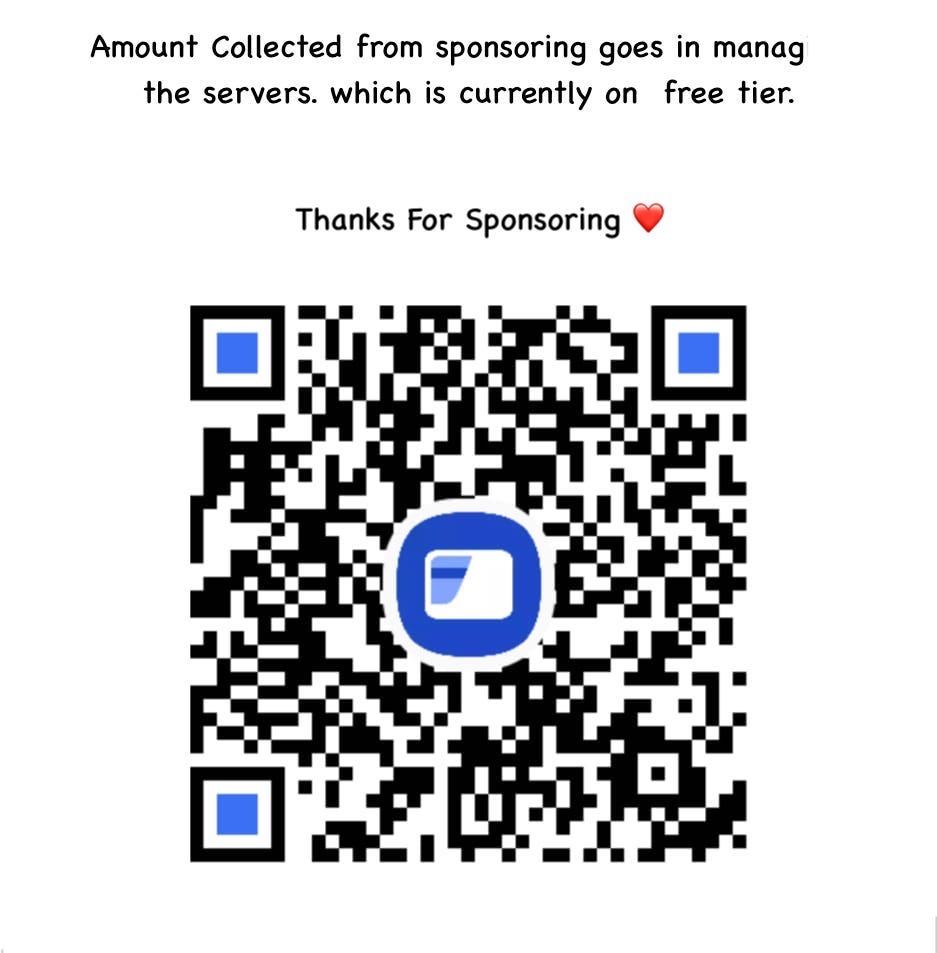 Amount Collected from sponsoring goes in manag
the servers. which is currently on free tier.
Thanks For Sponsoring ❤️